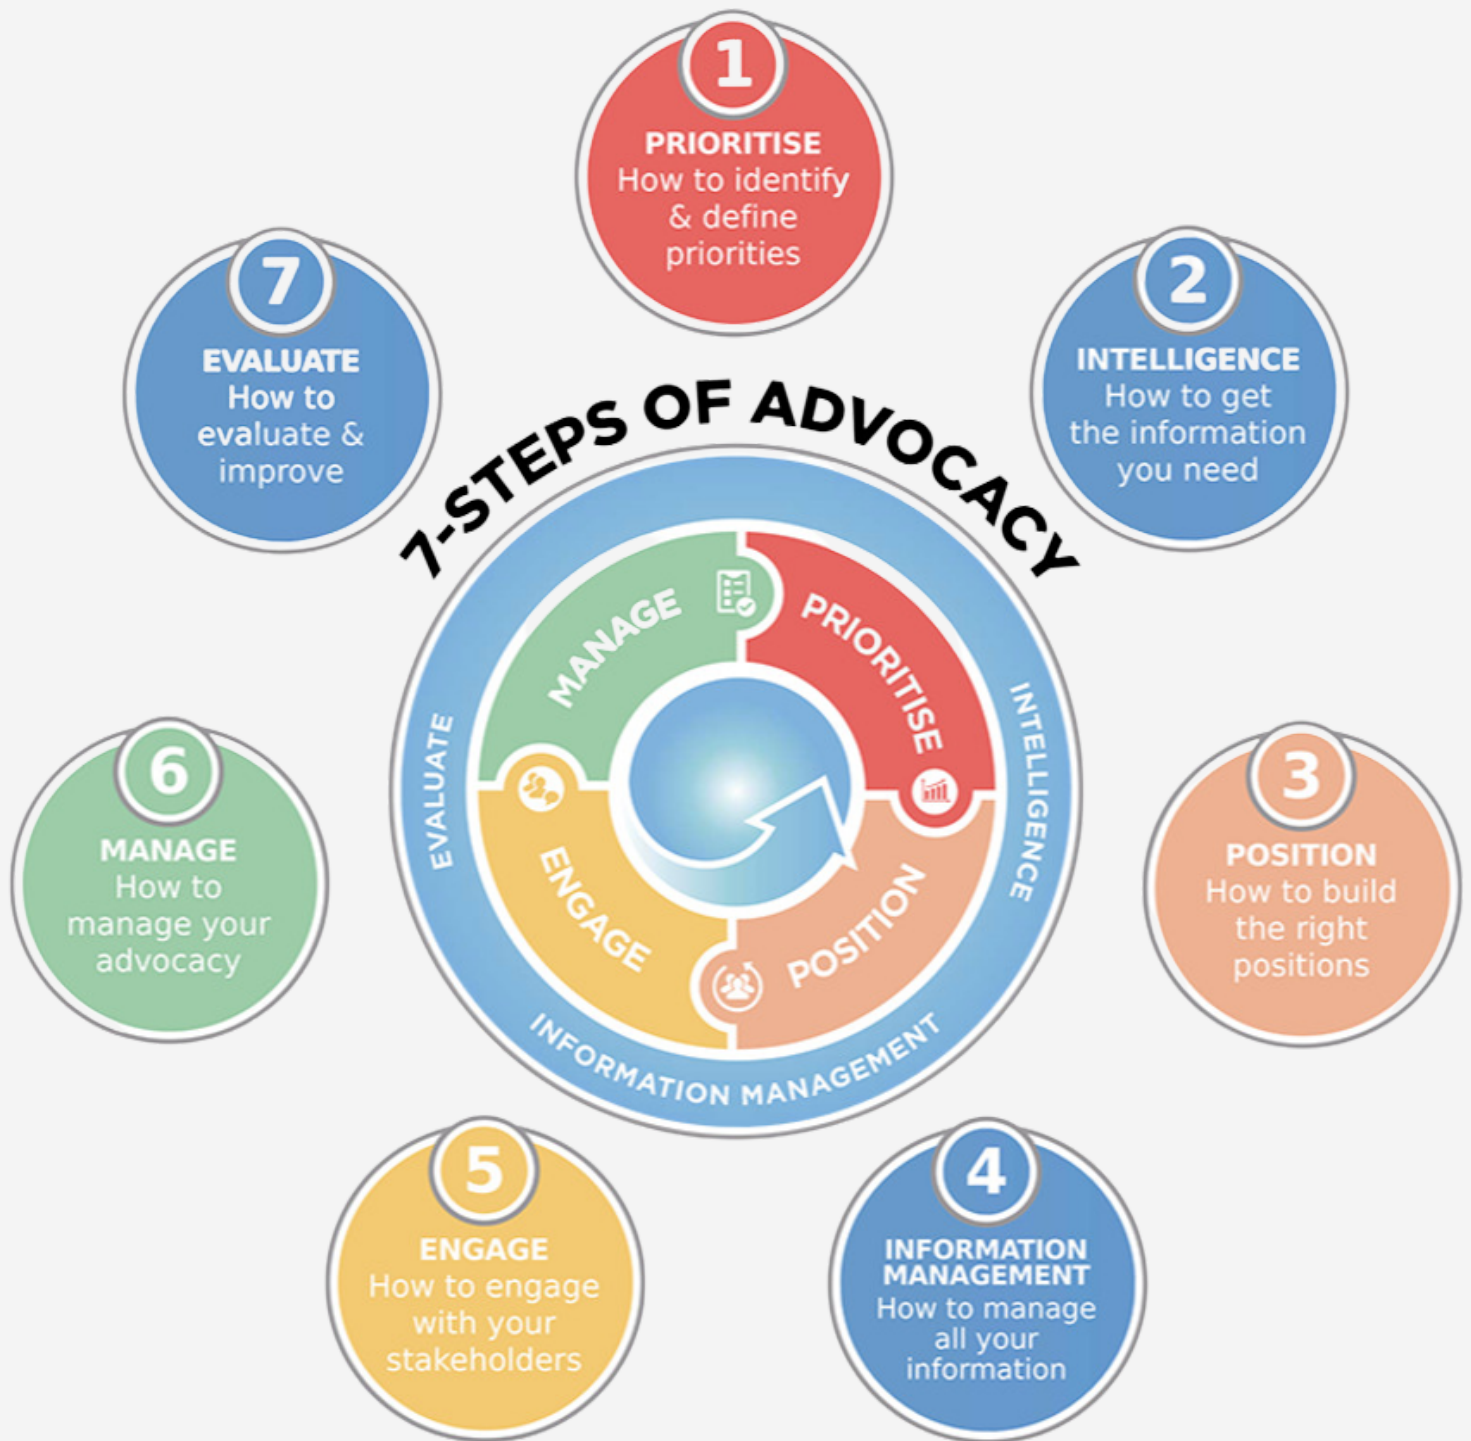 1
PRIORITISE
How to identify
& define
priorities
2
INTELLIGENCE
How to get
the information
you need
3
POSITION
How to build
the right
positions
4
INFORMATION
MANAGEMENT
How to manage
all your
information
5
ENGAGE
How to engage
with your
stakeholders
6
MANAGE
How to
manage your
advocacy
7
EVALUATE
How to
evaluate &
improve
7-STEPS OF ADVOCACY
MANAGE
PRIORITISE
POSITION
ENGAGE
EVALUATE
INTELLIGENCE
INFORMATION MANAGEMENT